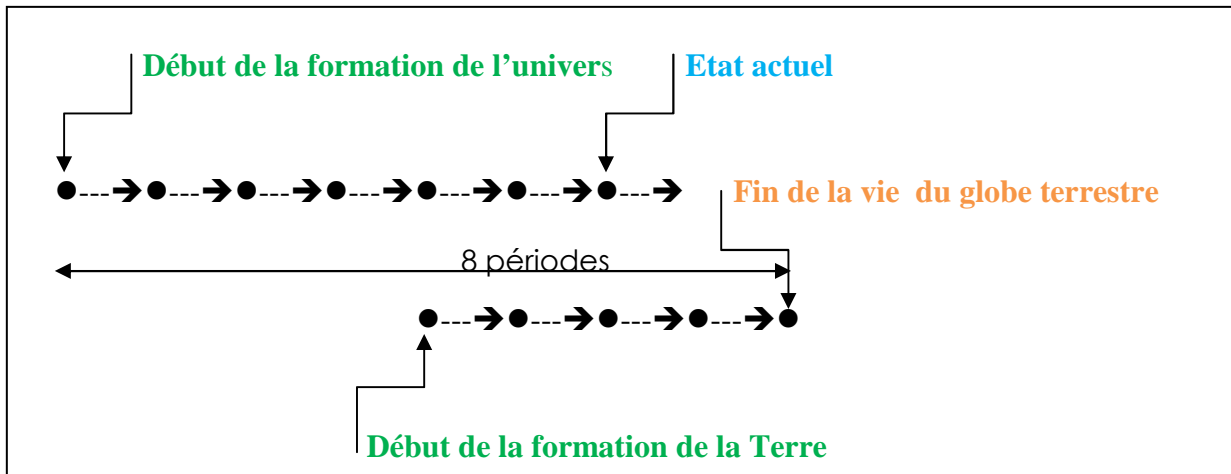 Début de la formation de l’univers
Etat actuel
Fin de la vie du globe terrestre
8 périodes
Début de la formation de la Terre